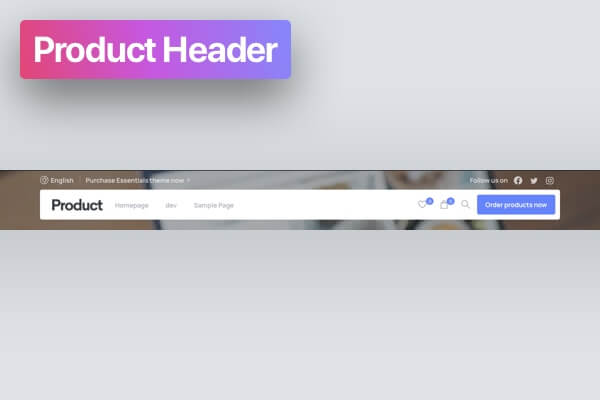 Product Header
English Purchase Essentials theme now Follow us on
Product Homepage dev Sample Page Order products now